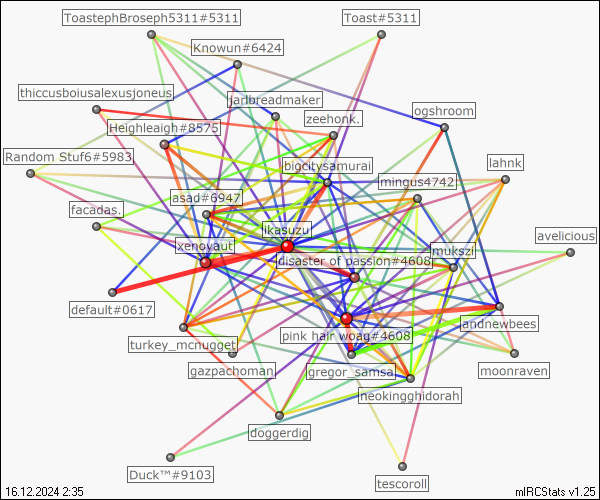 ToastephBroseph5311#5311
Toast#5311
Knowun#6424
thiccusboiusalexusjoneus
jarlbreadmaker
ogshroom
zeehonk.
Heighleaigh#8575
Random Stuf6#5983
bigcitysamurai
lahnk
mingus4742
asad#6947
facadas.
ikasuzu
avelicious
xenoyaut
mukszil
disaster of passion#4608
default#0617
andnewbees
turkey_mcnugget
pink hair woag#4608
gazpachoman
gregor_samsa
moonraven
neokingghidorah
doggerdig
Duck™#9103
tescoroll
16.12.2024 2:35
mIRCStats v1.25